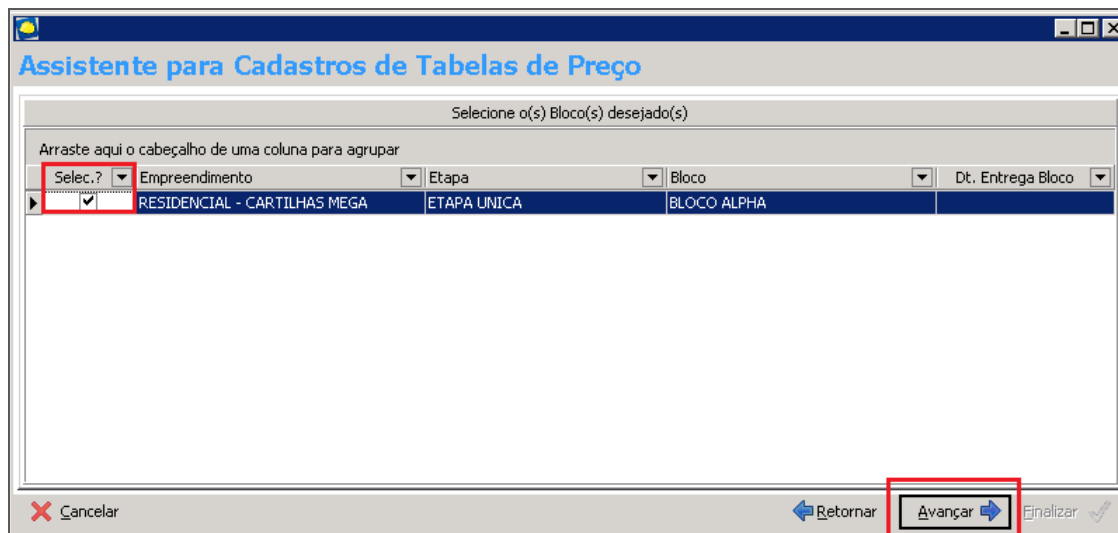 Assistente para Cadastros de Tabelas de Preço
Selecione o(s) Bloco(s) desejado(s)
Arraste aqui o cabeçalho de uma coluna para agrupar
Selec.? Empreendimento Etapa Bloco Dt. Entrega Bloco
RESIDENCIAL - CARTILHAS MEGA ETAPA UNICA BLOCO ALPHA
Cancelar Retornar Avançar Finalizar